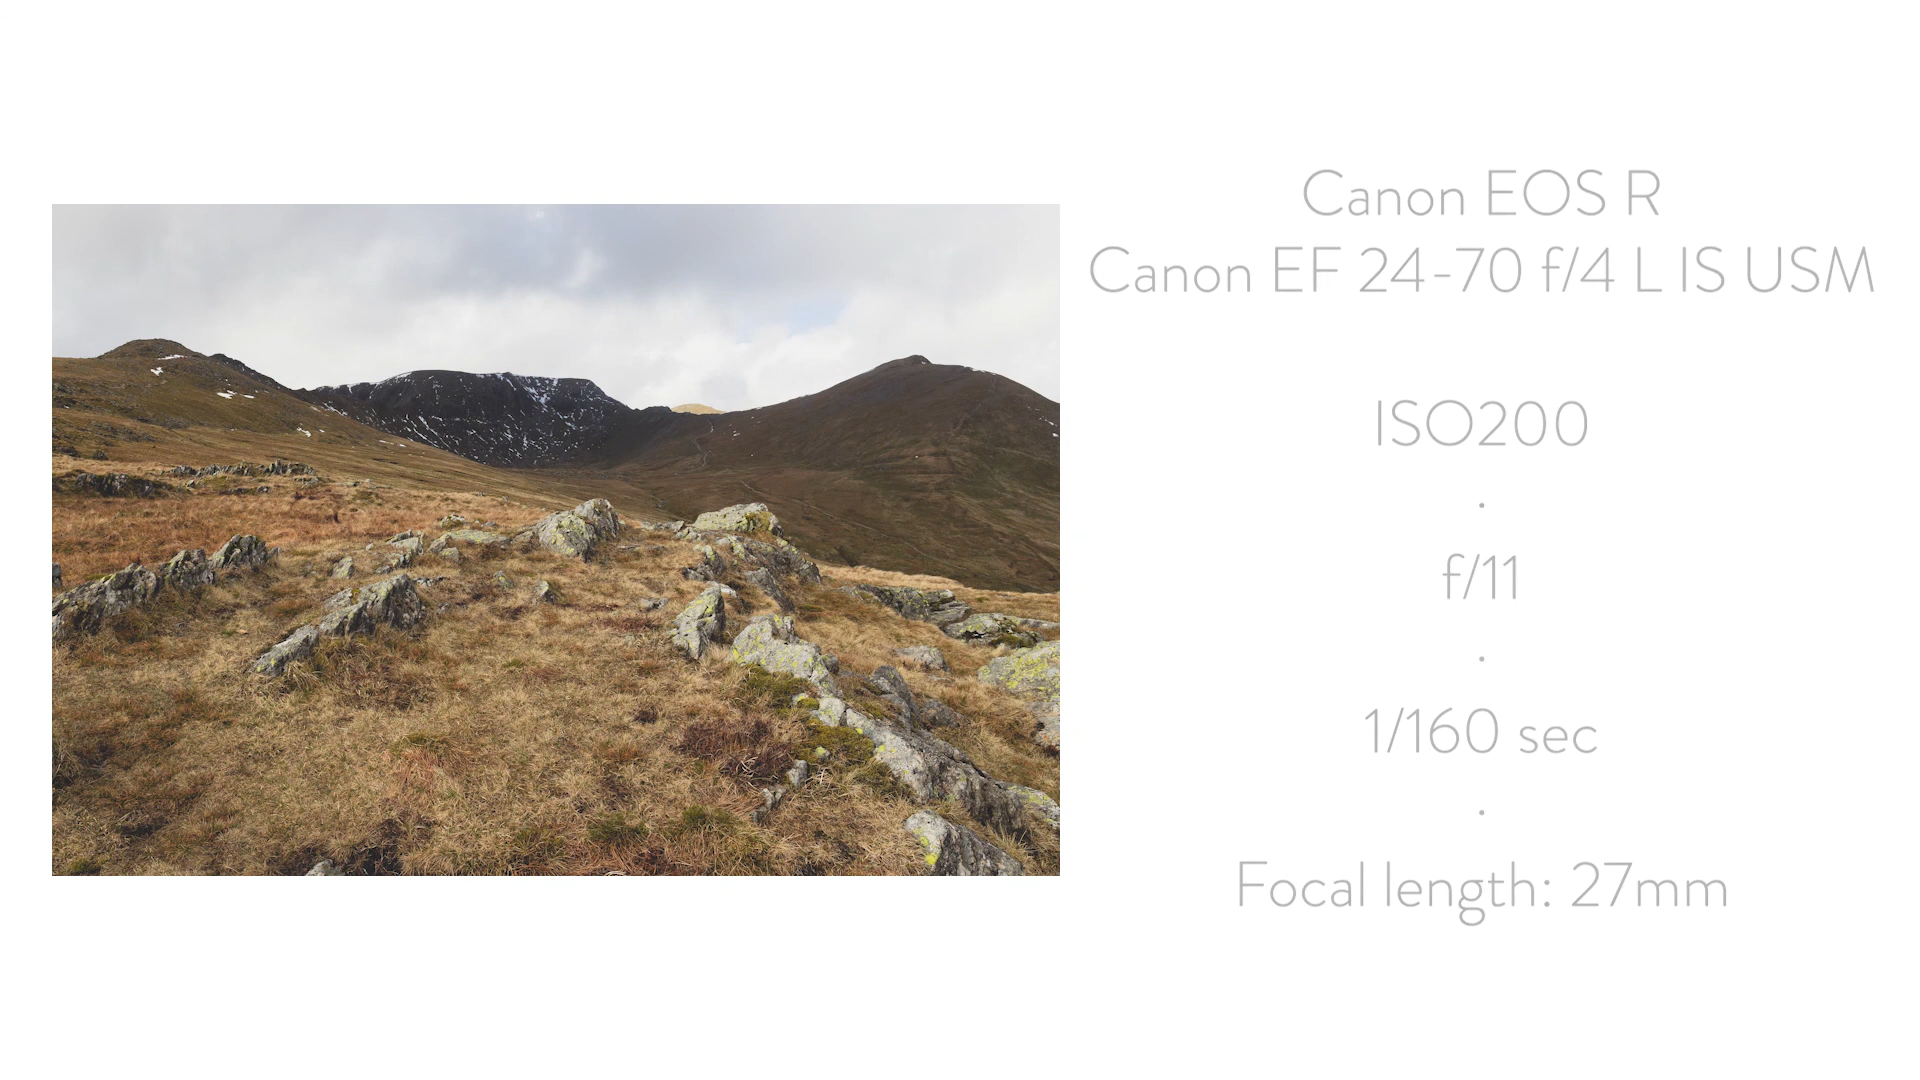 Canon EOS R
Canon EF 24-70 f/4 L IS USM
ISO200
.
f/11
.
1/160 sec
.
Focal length: 27mm